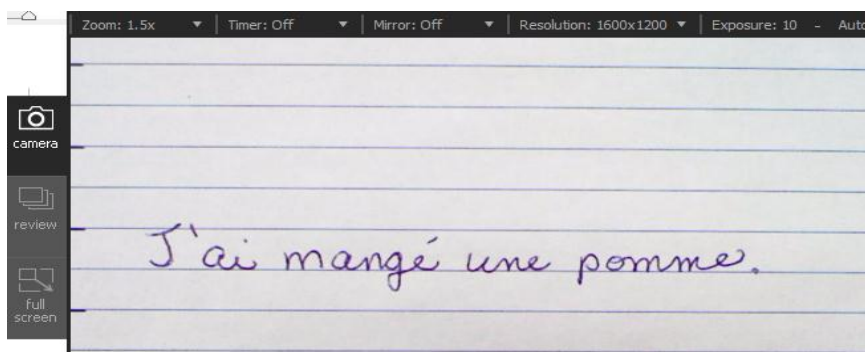 Zoom: 1.5x Timer: Off Mirror: Off Resolution: 1600x1200 Exposure: 10 - Auto
camera
review
full
screen
J'ai mangé une pomme.